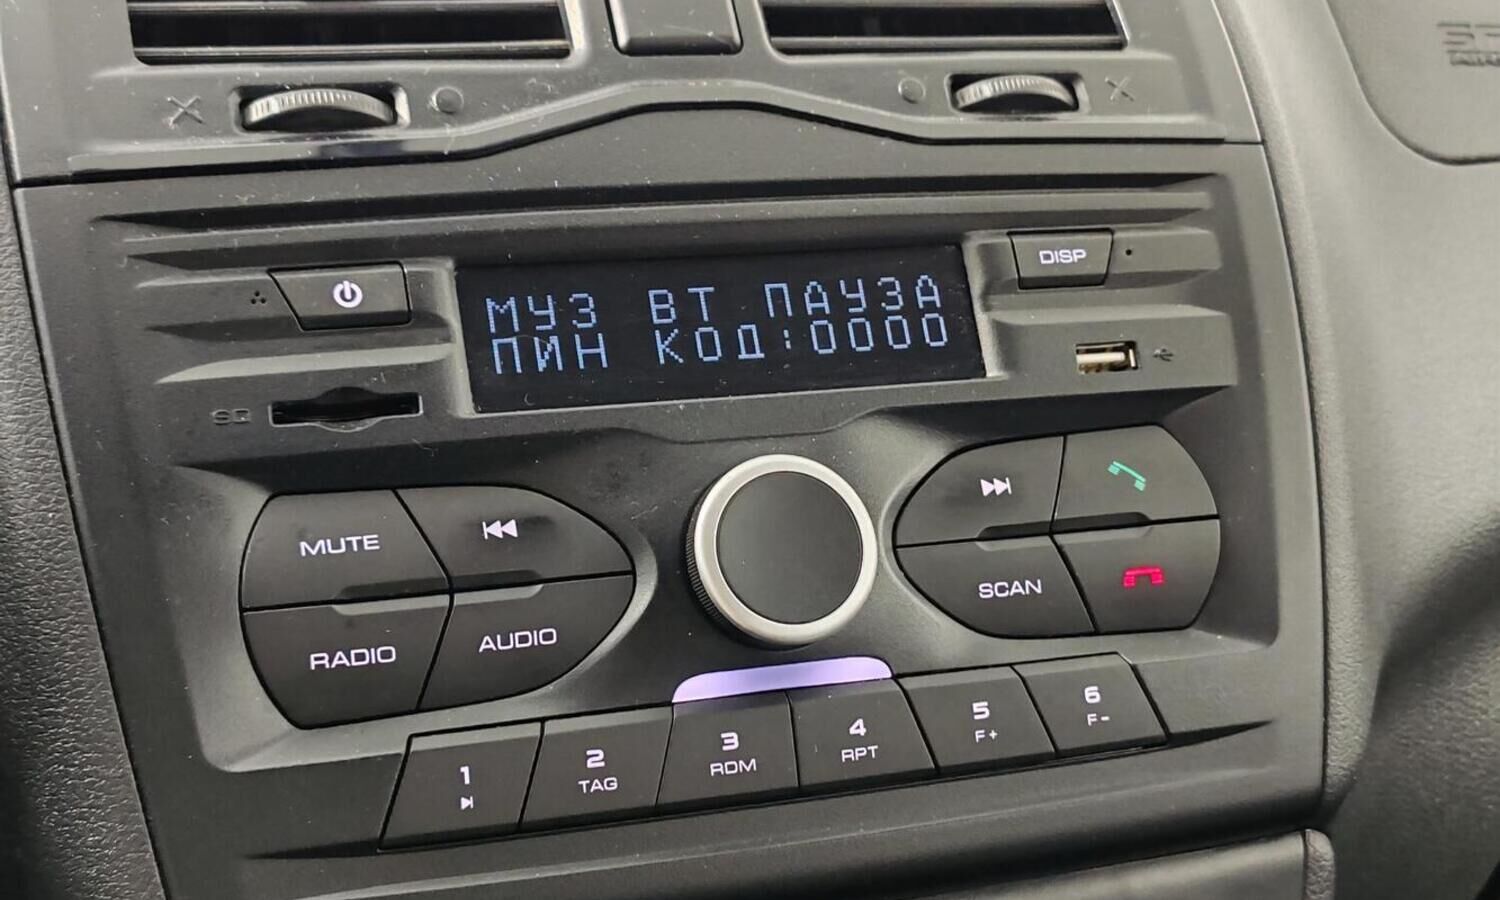 DISP
МУЗ ВТ ПАУЗА
ПИН КОД:0000
MUTE
SCAN
RADIO
AUDIO
1
2
TAG
3
RDM
4
RPT
5
F+
6
F-